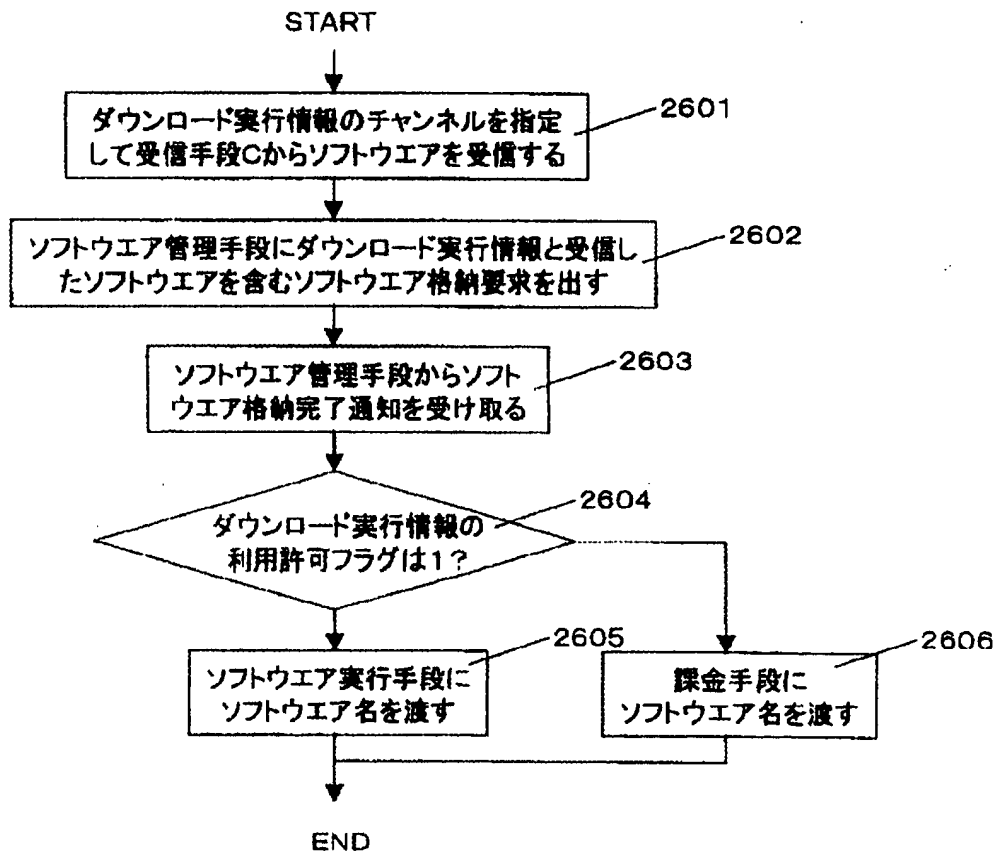 START
ダウンロード実行情報のチャンネルを指定
して受信手段Cからソフトウエアを受信する
2601
ソフトウエア管理手段にダウンロード実行情報と受信し
たソフトウエアを含むソフトウエア格納要求を出す
2602
ソフトウエア管理手段からソフト
ウエア格納完了通知を受け取る
2603
ダウンロード実行情報の
利用許可フラグは1?
2604
ソフトウエア実行手段に
ソフトウエア名を渡す
2605
課金手段に
ソフトウエア名を渡す
2606
END